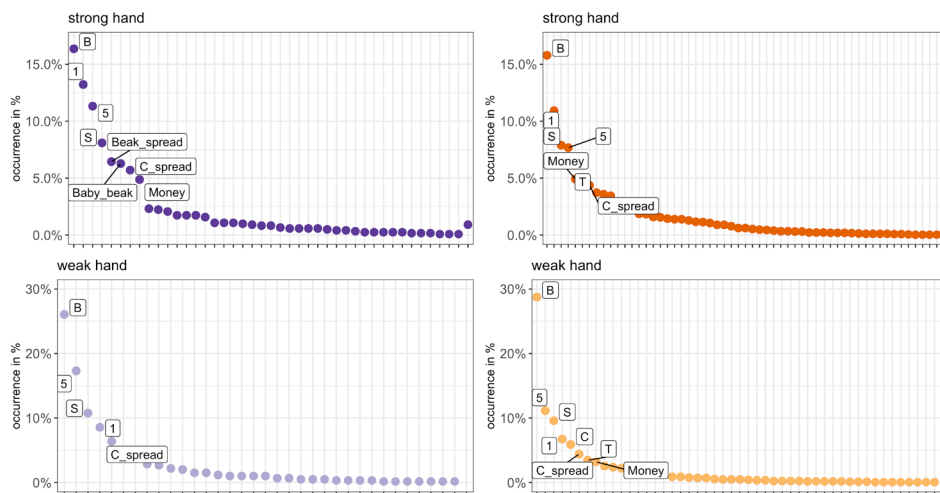 strong hand
occurrence in %
15.0%
10.0%
5.0%
0.0%
B
1
5
S
Beak_spread
C_spread
Baby_beak
Money
strong hand
occurrence in %
15.0%
10.0%
5.0%
0.0%
B
1
S
5
Money
T
C_spread
weak hand
occurrence in %
30%
20%
10%
0%
B
5
S
1
C_spread
weak hand
occurrence in %
30%
20%
10%
0%
B
5
S
C
1
T
C_spread
Money